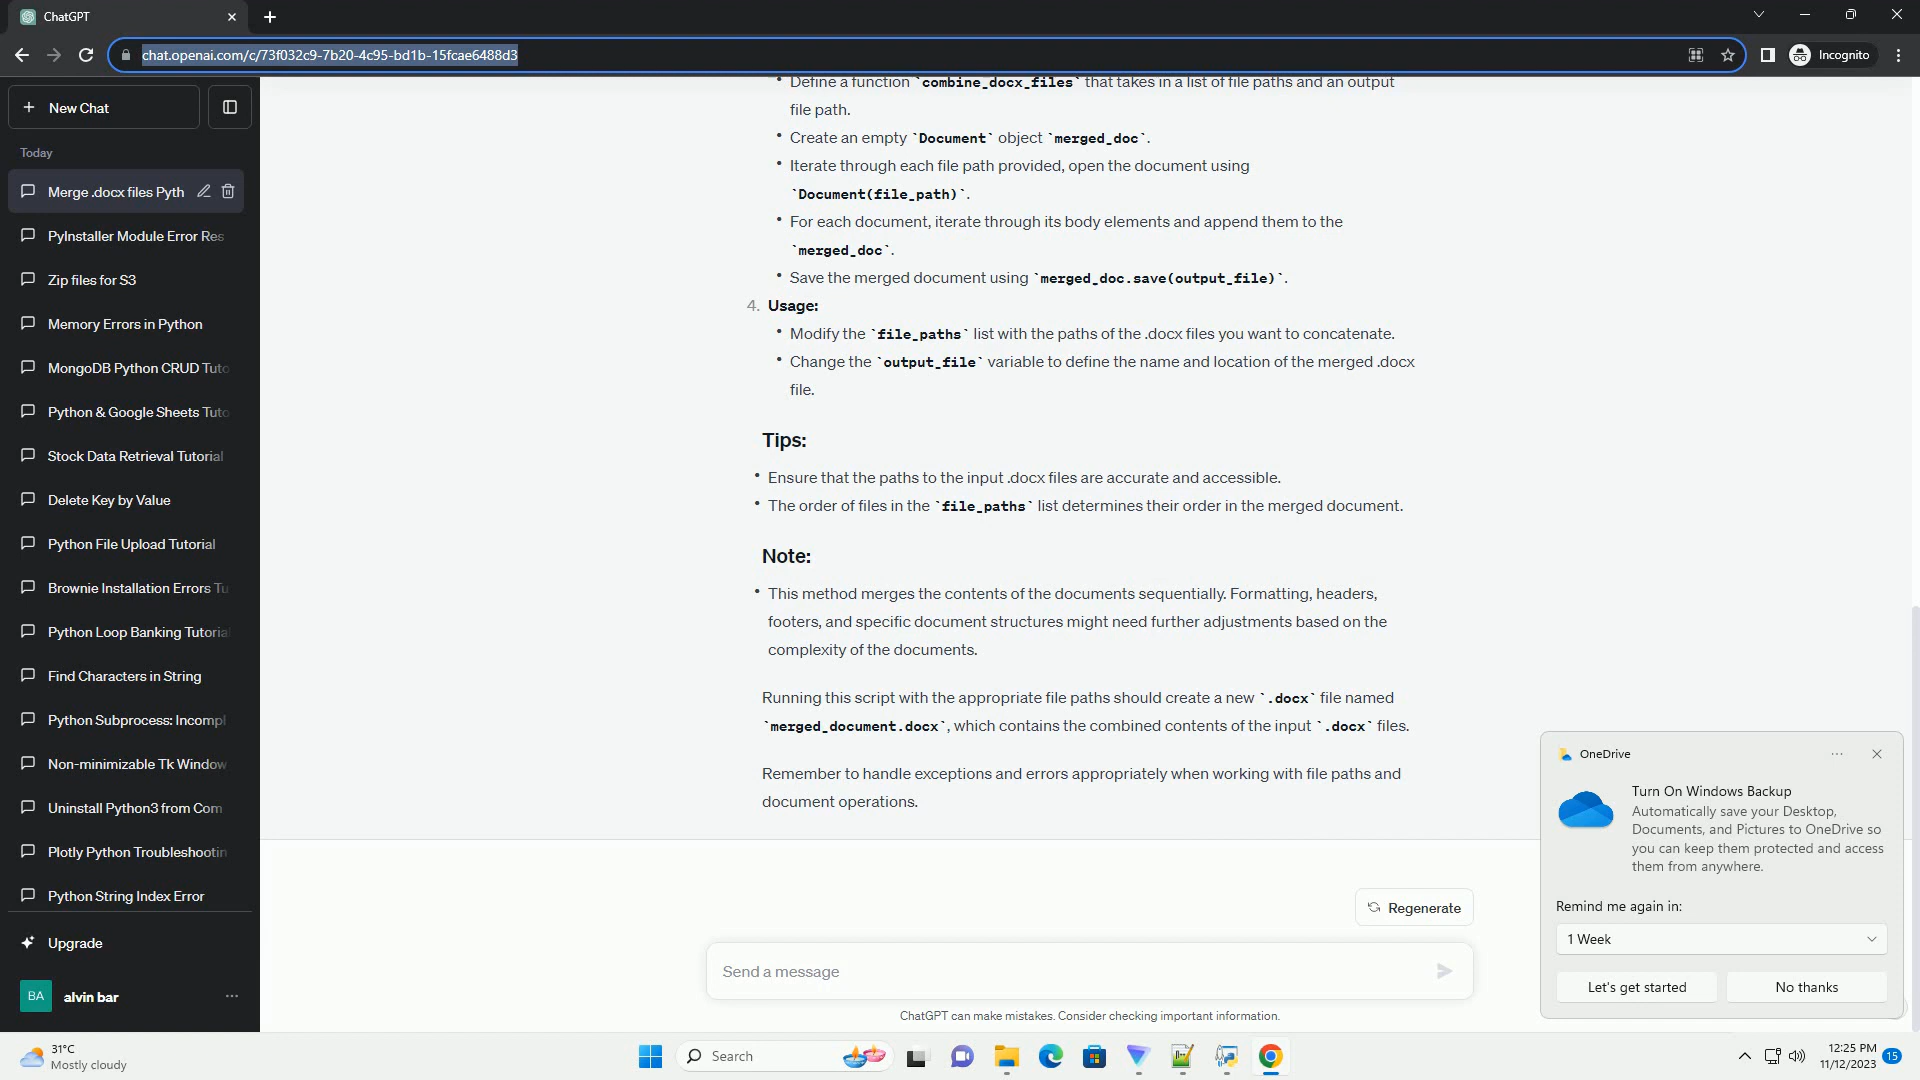 ChatGPT
chat.openai.com/c/73f032c9-7b20-4c95-bd1b-15fcae6488d3
Incognito
New Chat
Today
Merge .docx files Pyth
PyInstaller Module Error Res
Zip files for S3
Memory Errors in Python
MongoDB Python CRUD Tuto
Python & Google Sheets Tuto
Stock Data Retrieval Tutorial
Delete Key by Value
Python File Upload Tutorial
Brownie Installation Errors Tu
Python Loop Banking Tutorial
Find Characters in String
Python Subprocess: Incompl
Non-minimizable Tk Window
Uninstall Python3 from Com
Plotly Python Troubleshootin
Python String Index Error
Upgrade
BA alvin bar
• Define a function `combine_docx_files` that takes in a list of file paths and an output
file path.
• Create an empty `Document` object `merged_doc`.
• Iterate through each file path provided, open the document using
`Document(file_path)`.
• For each document, iterate through its body elements and append them to the
`merged_doc`.
• Save the merged document using `merged_doc.save(output_file)`.
4. Usage:
• Modify the `file_paths` list with the paths of the .docx files you want to concatenate.
• Change the `output_file` variable to define the name and location of the merged .docx
file.
Tips:
• Ensure that the paths to the input .docx files are accurate and accessible.
• The order of files in the `file_paths` list determines their order in the merged document.
Note:
• This method merges the contents of the documents sequentially. Formatting, headers,
footers, and specific document structures might need further adjustments based on the
complexity of the documents.
Running this script with the appropriate file paths should create a new `.docx` file named
`merged_document.docx`, which contains the combined contents of the input `.docx` files.
Remember to handle exceptions and errors appropriately when working with file paths and
document operations.
Regenerate
Send a message
ChatGPT can make mistakes. Consider checking important information.
OneDrive
Turn On Windows Backup
Automatically save your Desktop,
Documents, and Pictures to OneDrive so
you can keep them protected and access
them from anywhere.
Remind me again in:
1 Week
Let's get started
No thanks
31°C
Mostly cloudy
Search
12:25 PM
11/12/2023
15